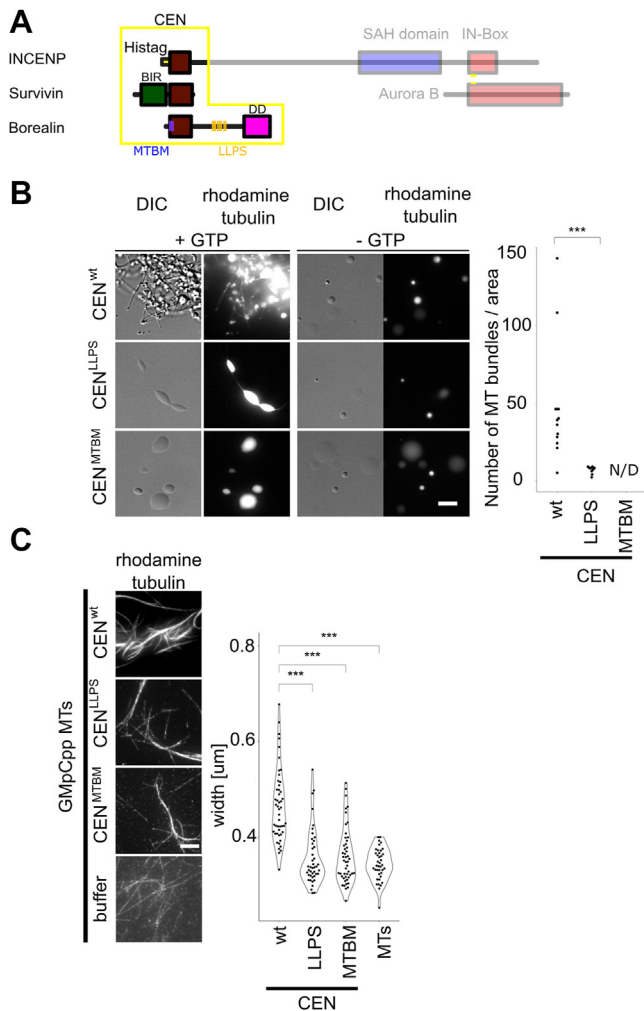 A
CEN
SAH domain IN-Box
Histag
INCENP
BIR
Survivin
Aurora B
DD
Borealin
MTBM LLPS
B
DIC rhodamine tubulin DIC rhodamine tubulin
+ GTP - GTP
CEN^wt
CEN^LLPS
CEN^MTBM
Number of MT bundles / area
***
150
100
50
0
N/D
wt LLPS MTBM
CEN
C
rhodamine
tubulin
GMpCpp MTs
CEN^wt
CEN^LLPS
CEN^MTBM
buffer
width [um]
0.8
0.6
0.4
***
***
***
wt LLPS MTBM MTs
CEN